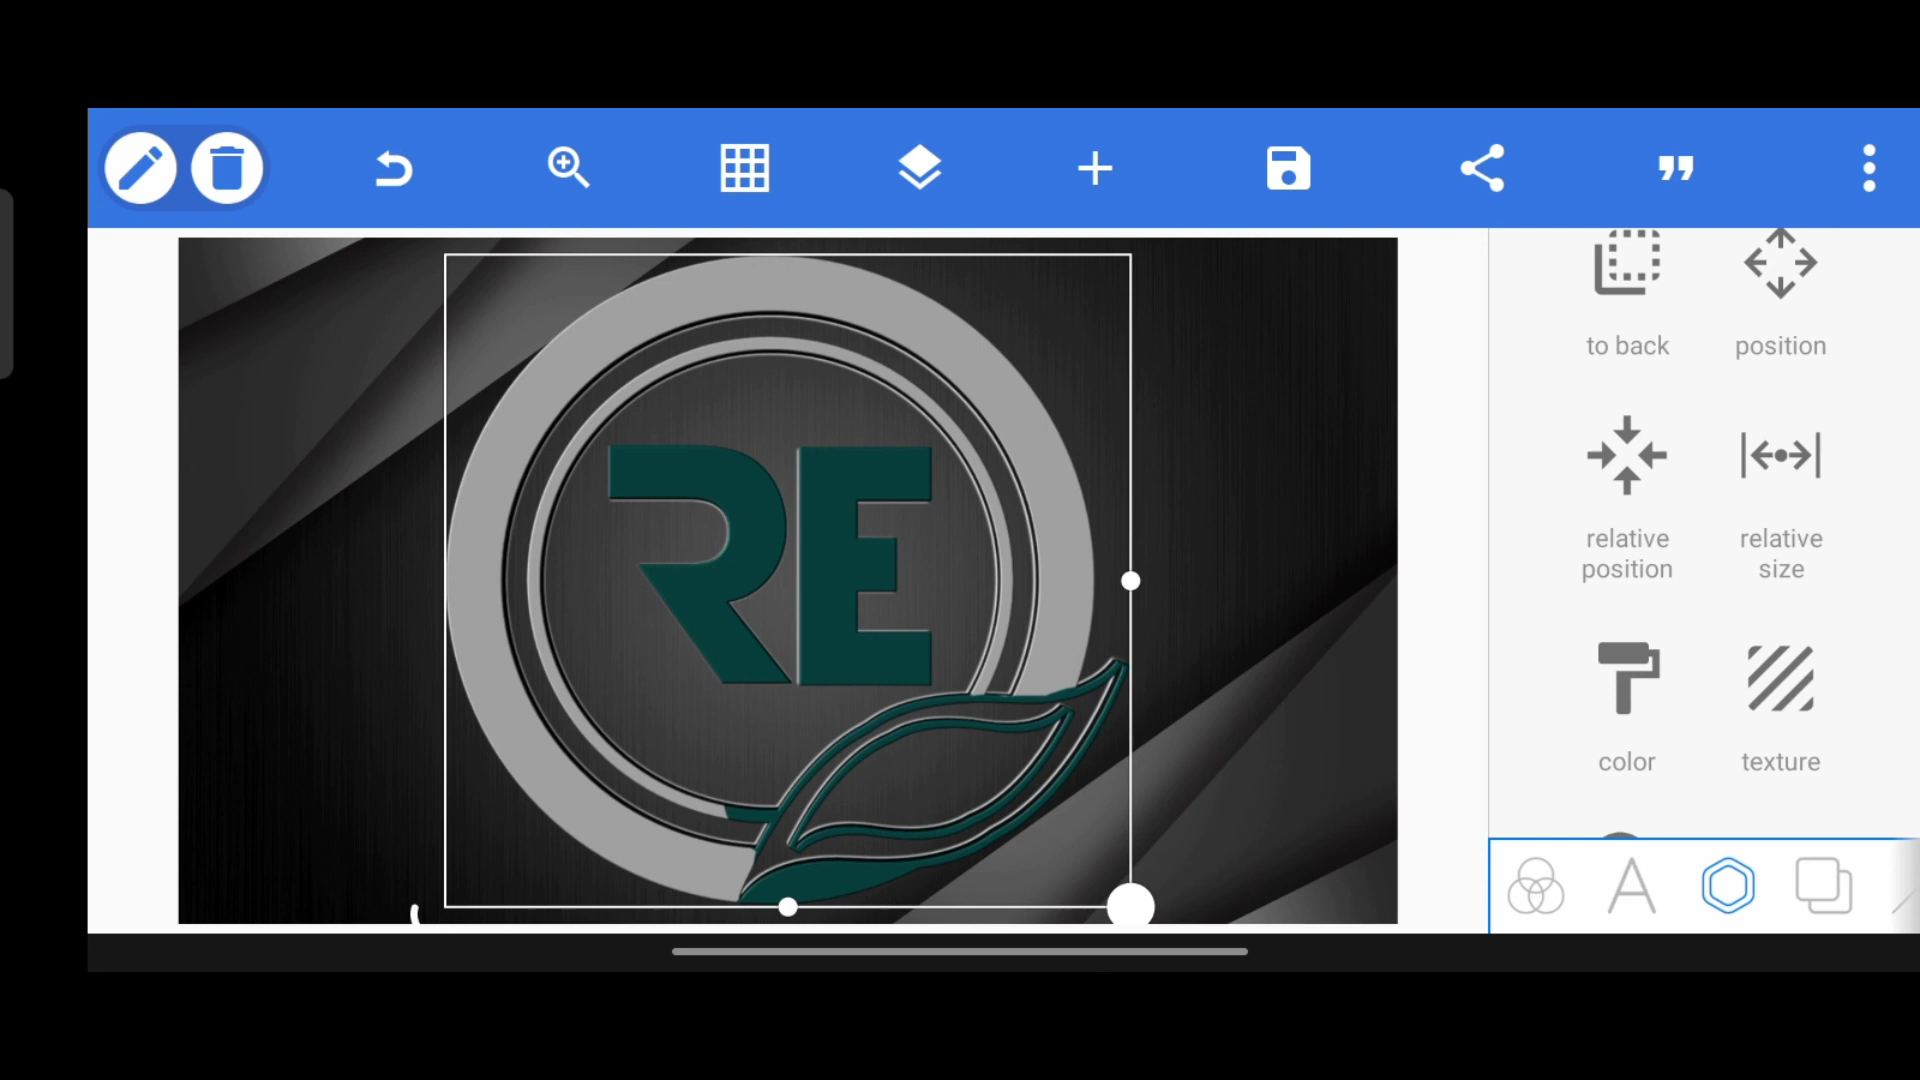 to back
position
relative
position
relative
size
RE
color
texture